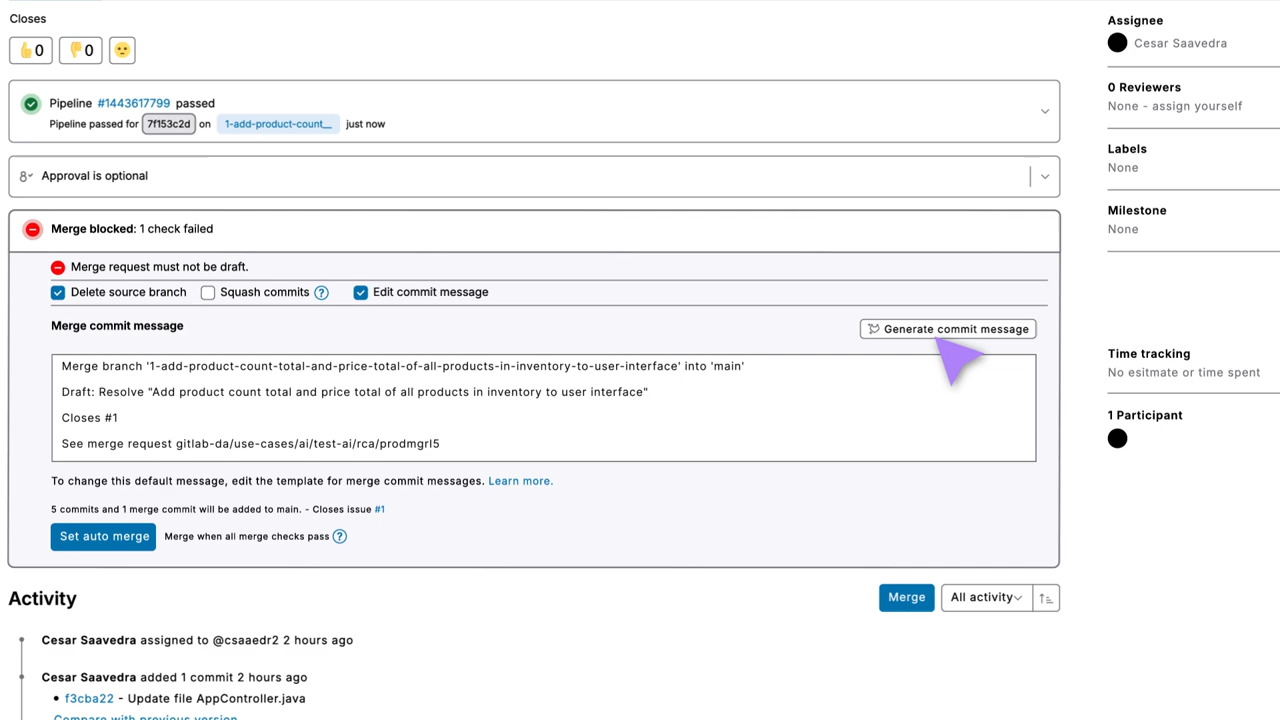 Closes
0 0
Pipeline #1443617799 passed
Pipeline passed for 7f153c2d on 1-add-product-count__ just now
Approval is optional
Merge blocked: 1 check failed
Merge request must not be draft.
Delete source branch Squash commits ? Edit commit message
Merge commit message
Generate commit message
Merge branch '1-add-product-count-total-and-price-total-of-all-products-in-inventory-to-user-interface' into 'main'
Draft: Resolve "Add product count total and price total of all products in inventory to user interface"
Closes #1
See merge request gitlab-da/use-cases/ai/test-ai/rca/prodmgrl5
To change this default message, edit the template for merge commit messages. Learn more.
5 commits and 1 merge commit will be added to main. - Closes issue #1
Set auto merge Merge when all merge checks pass ?
Activity
Merge All activity
Cesar Saavedra assigned to @csaaedr2 2 hours ago
Cesar Saavedra added 1 commit 2 hours ago
• f3cba22 - Update file AppController.java
Compare with previous version
Assignee
Cesar Saavedra
0 Reviewers
None - assign yourself
Labels
None
Milestone
None
Time tracking
No esitmate or time spent
1 Participant